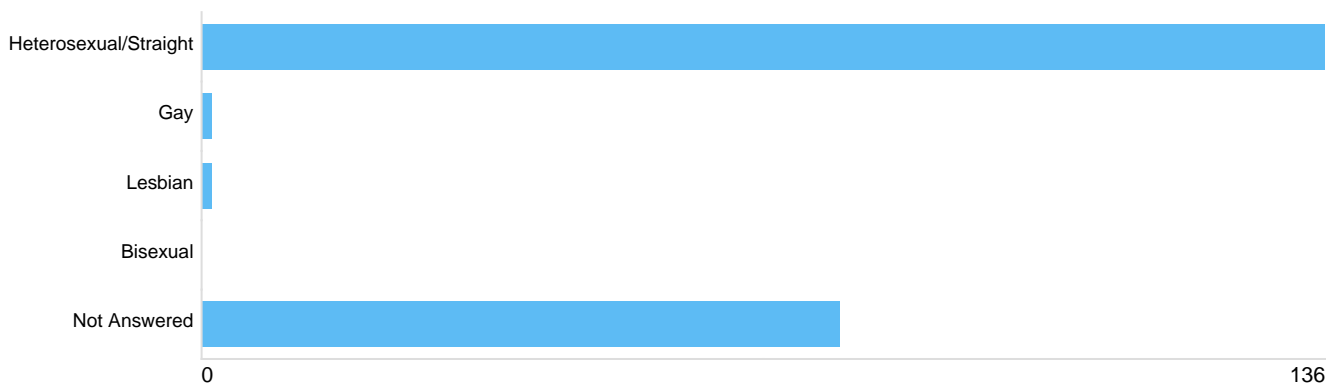 Heterosexual/Straight
Gay
Lesbian
Bisexual
Not Answered
0
136